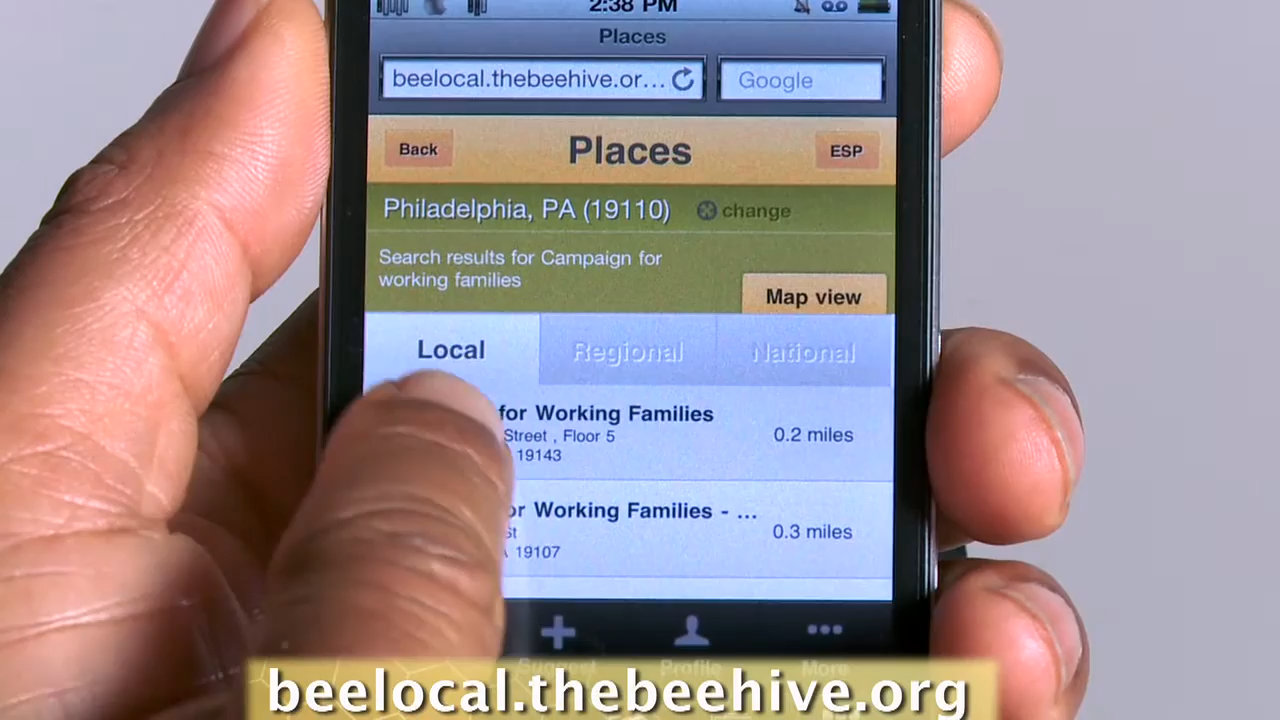 2:38 PM
Places
beelocal.thebeehive.or... Google
Back Places ESP
Philadelphia, PA (19110) change
Search results for Campaign for
working families
Map view
Local Regional National
for Working Families
Street , Floor 5 0.2 miles
19143
or Working Families - ...
St 0.3 miles
19107
Suggest Profile More
beelocal.thebeehive.org